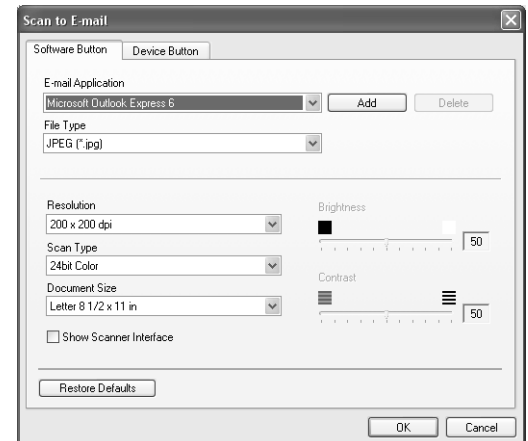 Scan to E-mail
Software Button Device Button
E-mail Application
Microsoft Outlook Express 6 Add Delete
File Type
JPEG (*.jpg)
Resolution Brightness
200 x 200 dpi
50
Scan Type
24bit Color
Contrast
Document Size
Letter 8 1/2 x 11 in
50
Show Scanner Interface
Restore Defaults
OK Cancel